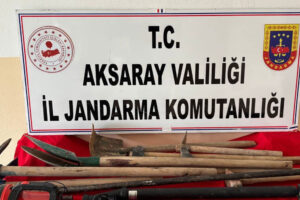 T.C.
AKSARAY VALİLİĞİ
İL JANDARMA KOMUTANLIĞI